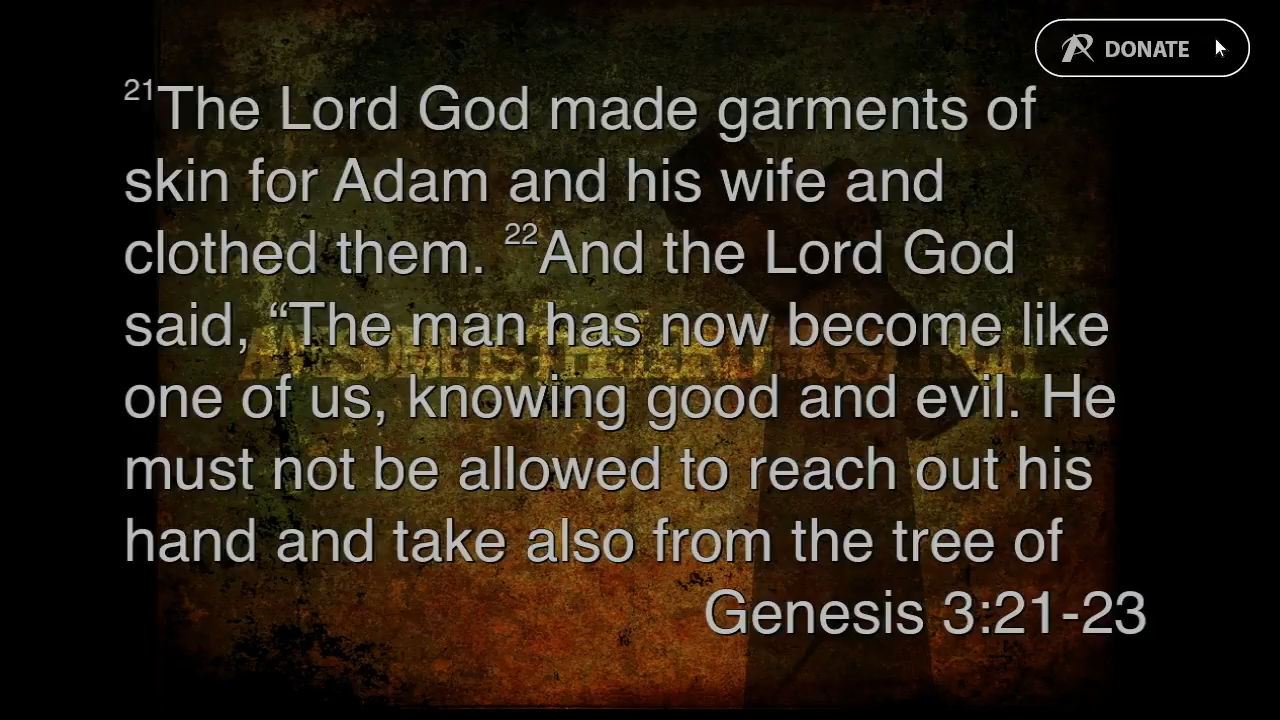 DONATE
21The Lord God made garments of
skin for Adam and his wife and
clothed them. 22And the Lord God
said, “The man has now become like
one of us, knowing good and evil. He
must not be allowed to reach out his
hand and take also from the tree of
Genesis 3:21-23